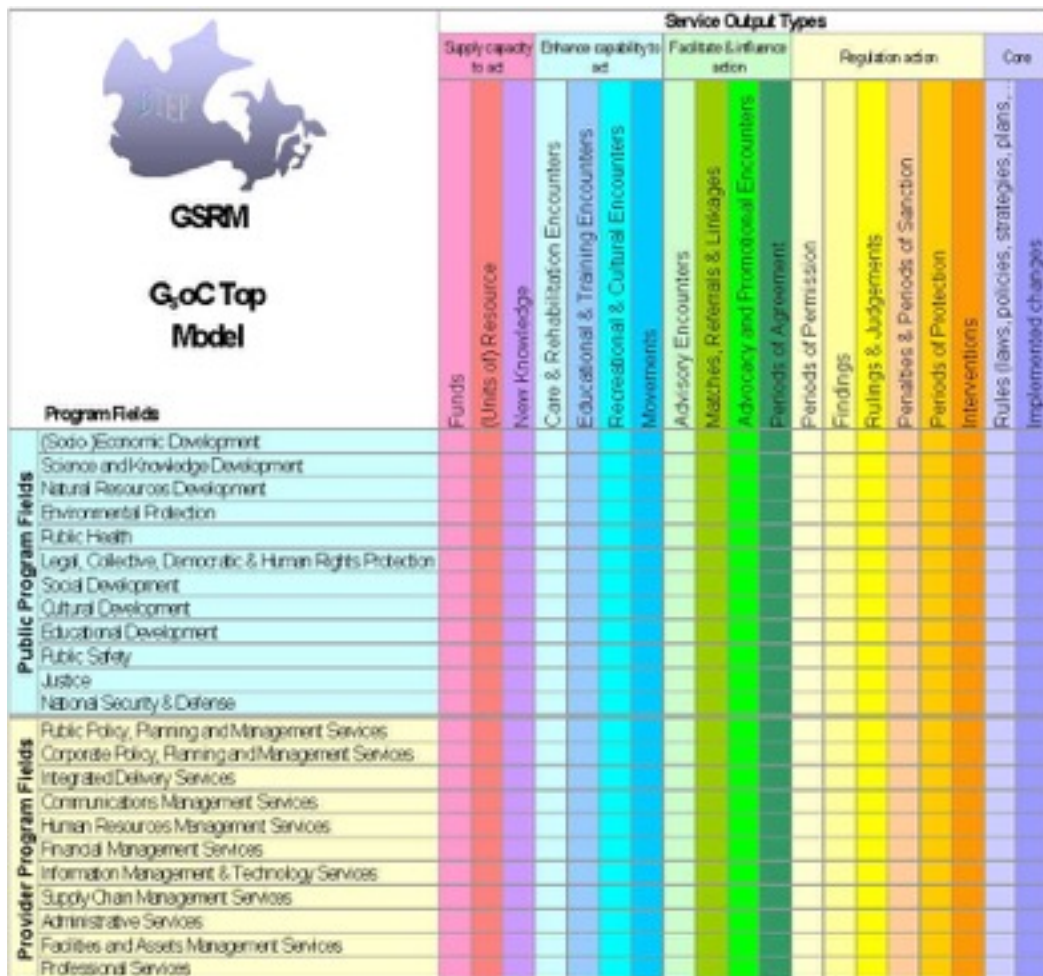 Service Output Types
Supply capacity
to act
Enhance capability to
act
Facilitate & influence
action
Regulation action
Core
GSRM
GsoC Top
Model
Program Fields
Funds
(Units of) Resource
New Knowledge
Care & Rehabilitation Encounters
Educational & Training Encounters
Recreational & Cultural Encounters
Movements
Advisory Encounters
Matches, Referrals & Linkages
Advocacy and Promotional Encounters
Periods of Agreement
Periods of Permission
Findings
Rulings & Judgements
Penalties & Periods of Sanction
Periods of Protection
Interventions
Rules (laws, policies, strategies, plans, ...
Implemented changes
Public Program Fields
(Socio-)Economic Development
Science and Knowledge Development
Natural Resources Development
Environmental Protection
Public Health
Legal, Collective, Democratic & Human Rights Protection
Social Development
Cultural Development
Educational Development
Public Safety
Justice
National Security & Defense
Provider Program Fields
Public Policy, Planning and Management Services
Corporate Policy, Planning and Management Services
Integrated Delivery Services
Communications Management Services
Human Resources Management Services
Financial Management Services
Information Management & Technology Services
Supply Chain Management Services
Administrative Services
Facilities and Assets Management Services
Professional Services